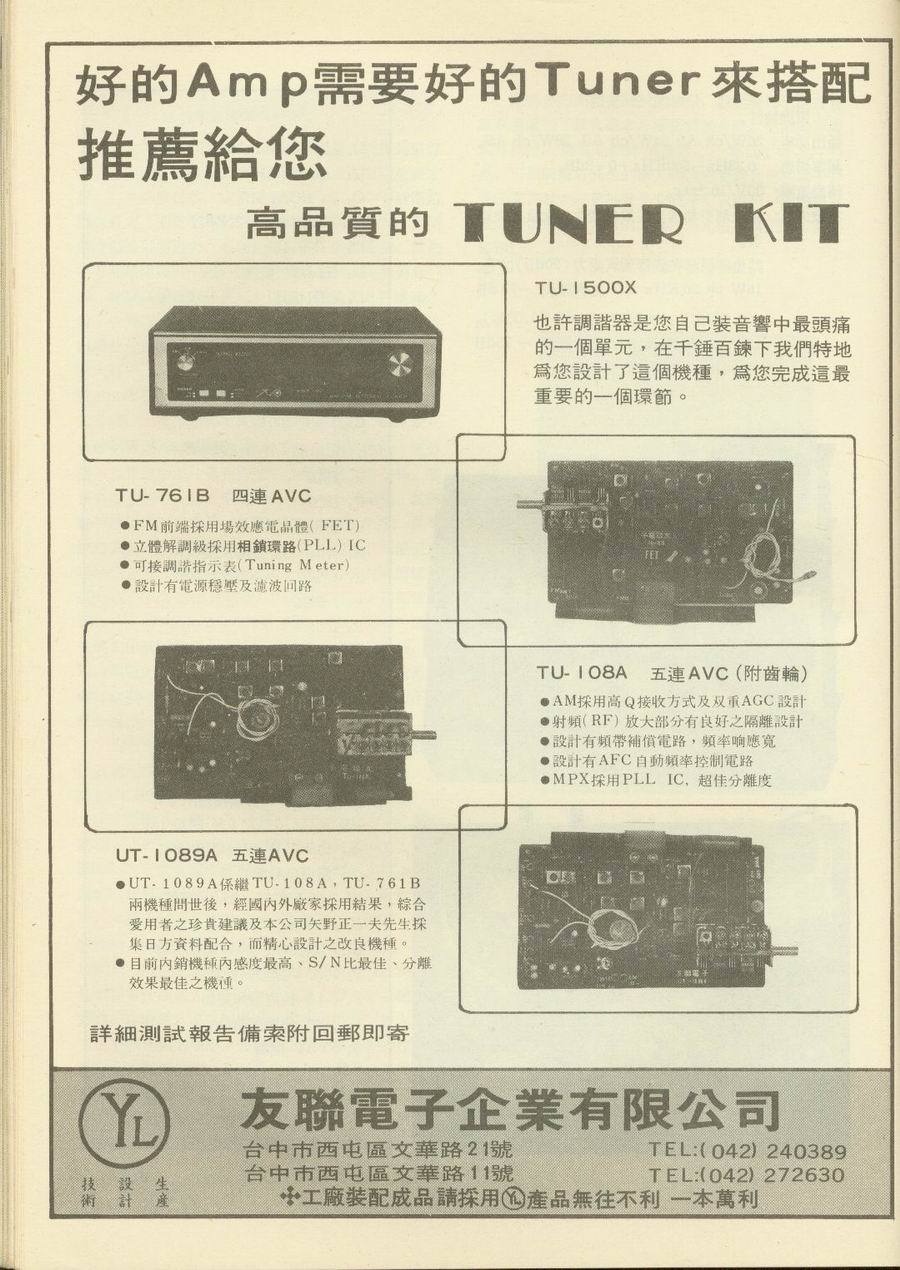 好的Amp需要好的Tuner來搭配
推薦給您
高品質的 TUNER KIT
TU-1500X
也許調諧器是您自己裝音響中最頭痛
的一個單元，在千錘百鍊下我們特地
爲您設計了這個機種，爲您完成這最
重要的一個環節。
TU-761B 四連AVC
●FM前端採用場效應電晶體(FET)
●立體解調級採用相鎖環路(PLL) IC
●可接調諧指示表(Tuning Meter)
●設計有電源穩壓及濾波回路
FET
TU-108A 五連AVC(附齒輪)
●AM採用高Q接收方式及双重AGC設計
●射頻(RF)放大部分有良好之隔離設計
●設計有頻帶補償電路，頻率响應寬
●設計有AFC自動頻率控制電路
●MPX採用PLL IC, 超佳分離度
UT-1089A 五連AVC
●UT-1089A係繼TU-108A，TU-761B
兩機種問世後，經國內外廠家採用結果，綜合
愛用者之珍貴建議及本公司矢野正一夫先生採
集日方資料配合，而精心設計之改良機種。
●目前內銷機種內感度最高、S/N比最佳、分離
效果最佳之機種。
友聯電子
詳細測試報告備索附回郵即寄
YL
技術 設計 生産
友聯電子企業有限公司
台中市西屯區文華路21號 TEL:(042) 240389
台中市西屯區文華路11號 TEL:(042) 272630
工廠裝配成品請採用YL產品無往不利 一本萬利